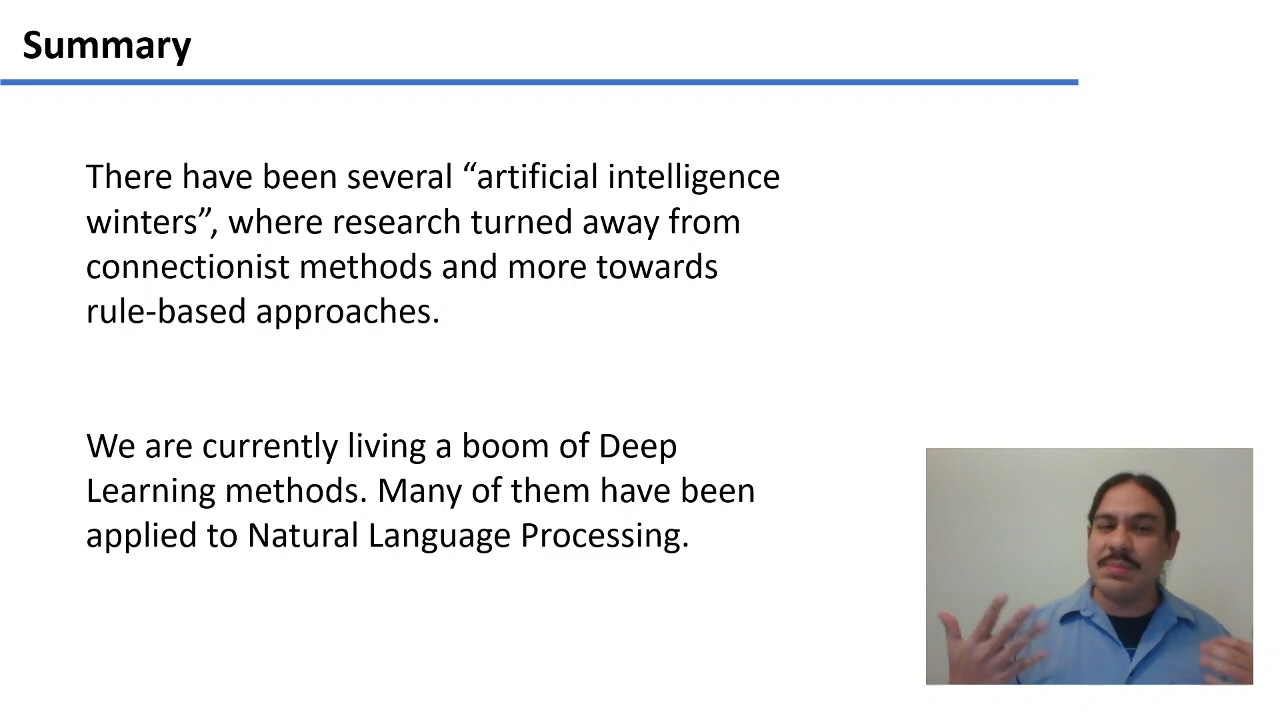 Summary
There have been several “artificial intelligence
winters”, where research turned away from
connectionist methods and more towards
rule-based approaches.
We are currently living a boom of Deep
Learning methods. Many of them have been
applied to Natural Language Processing.